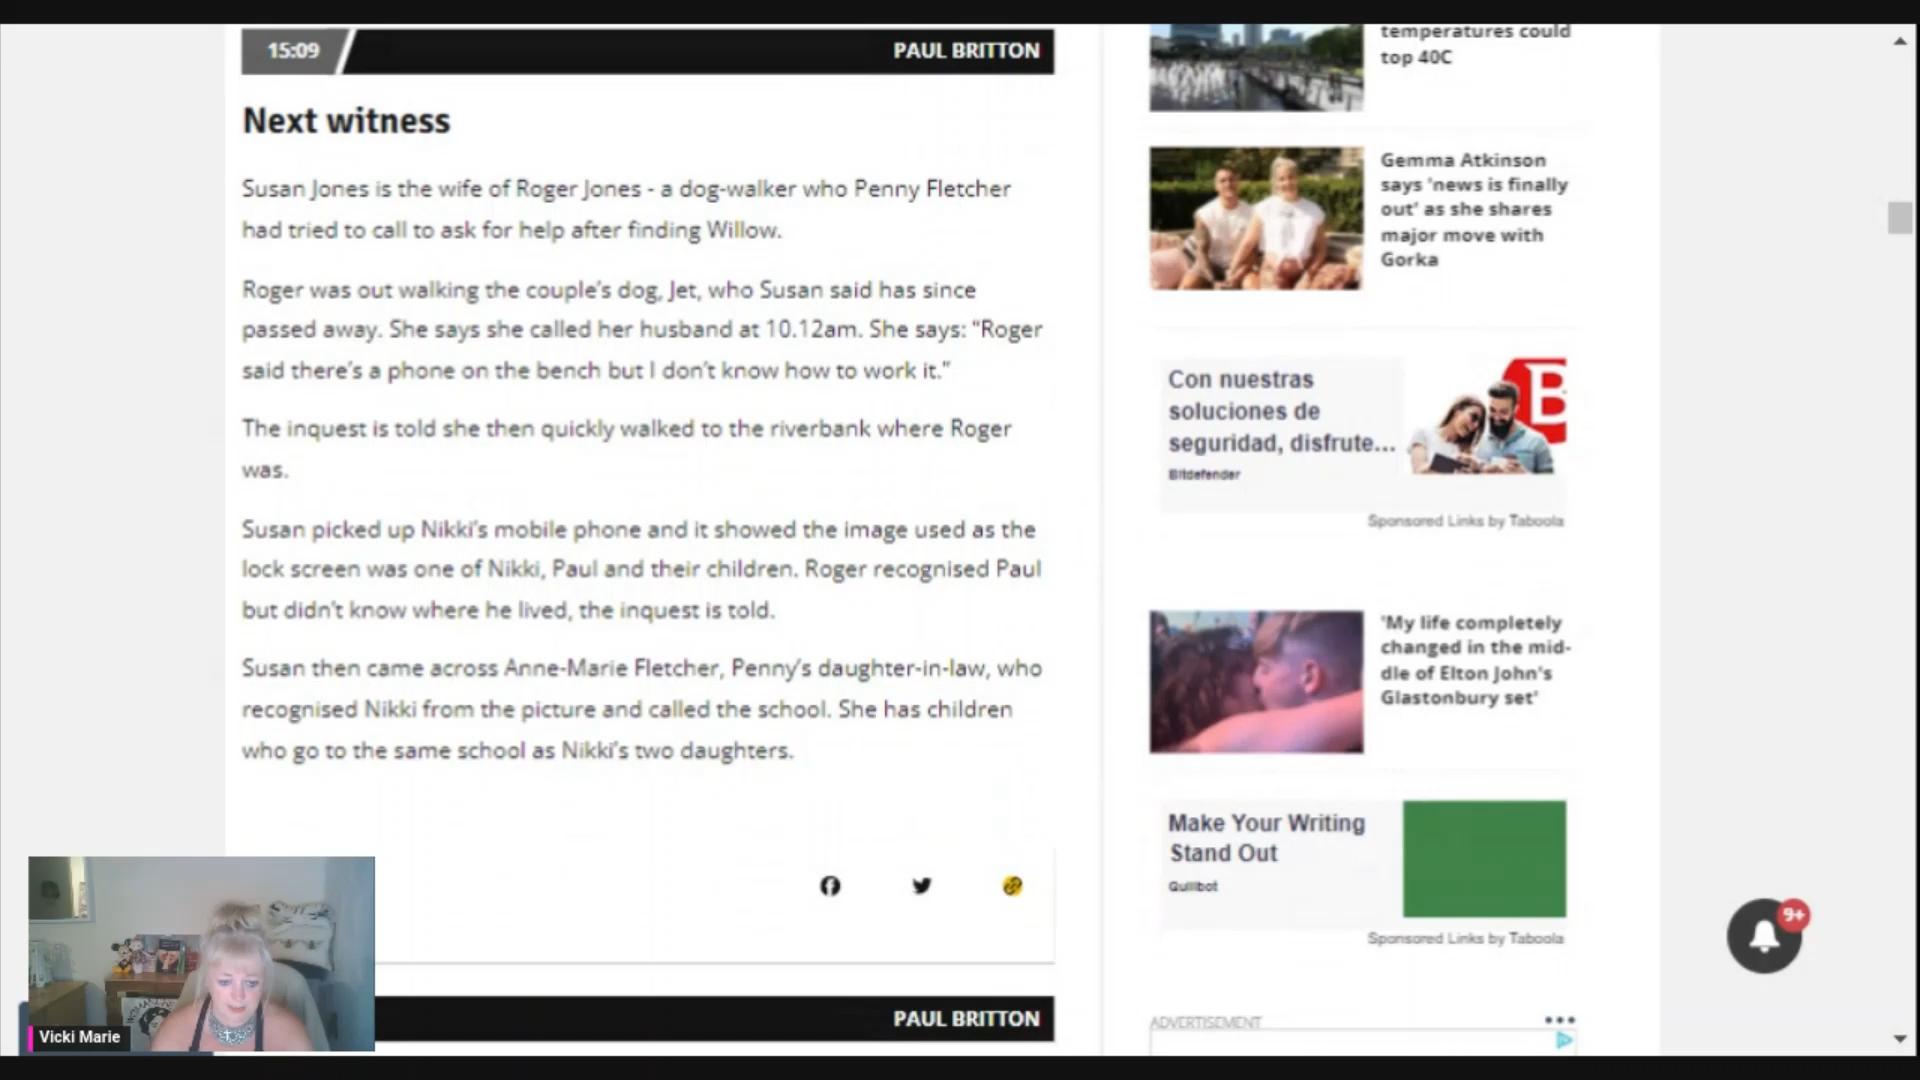 15:09
PAUL BRITTON
Next witness
Susan Jones is the wife of Roger Jones - a dog-walker who Penny Fletcher
had tried to call to ask for help after finding Willow.
Roger was out walking the couple's dog, Jet, who Susan said has since
passed away. She says she called her husband at 10.12am. She says: "Roger
said there's a phone on the bench but I don't know how to work it."
The inquest is told she then quickly walked to the riverbank where Roger
was.
Susan picked up Nikki's mobile phone and it showed the image used as the
lock screen was one of Nikki, Paul and their children. Roger recognised Paul
but didn't know where he lived, the inquest is told.
Susan then came across Anne-Marie Fletcher, Penny's daughter-in-law, who
recognised Nikki from the picture and called the school. She has children
who go to the same school as Nikki's two daughters.
PAUL BRITTON
Vicki Marie
temperatures could
top 40C
Gemma Atkinson
says 'news is finally
out' as she shares
major move with
Gorka
Con nuestras
soluciones de
seguridad, disfrute...
Bitdefender
B
Sponsored Links by Taboola
'My life completely
changed in the mid-
dle of Elton John's
Glastonbury set'
Make Your Writing
Stand Out
Quillbot
Sponsored Links by Taboola
9+
ADVERTISEMENT